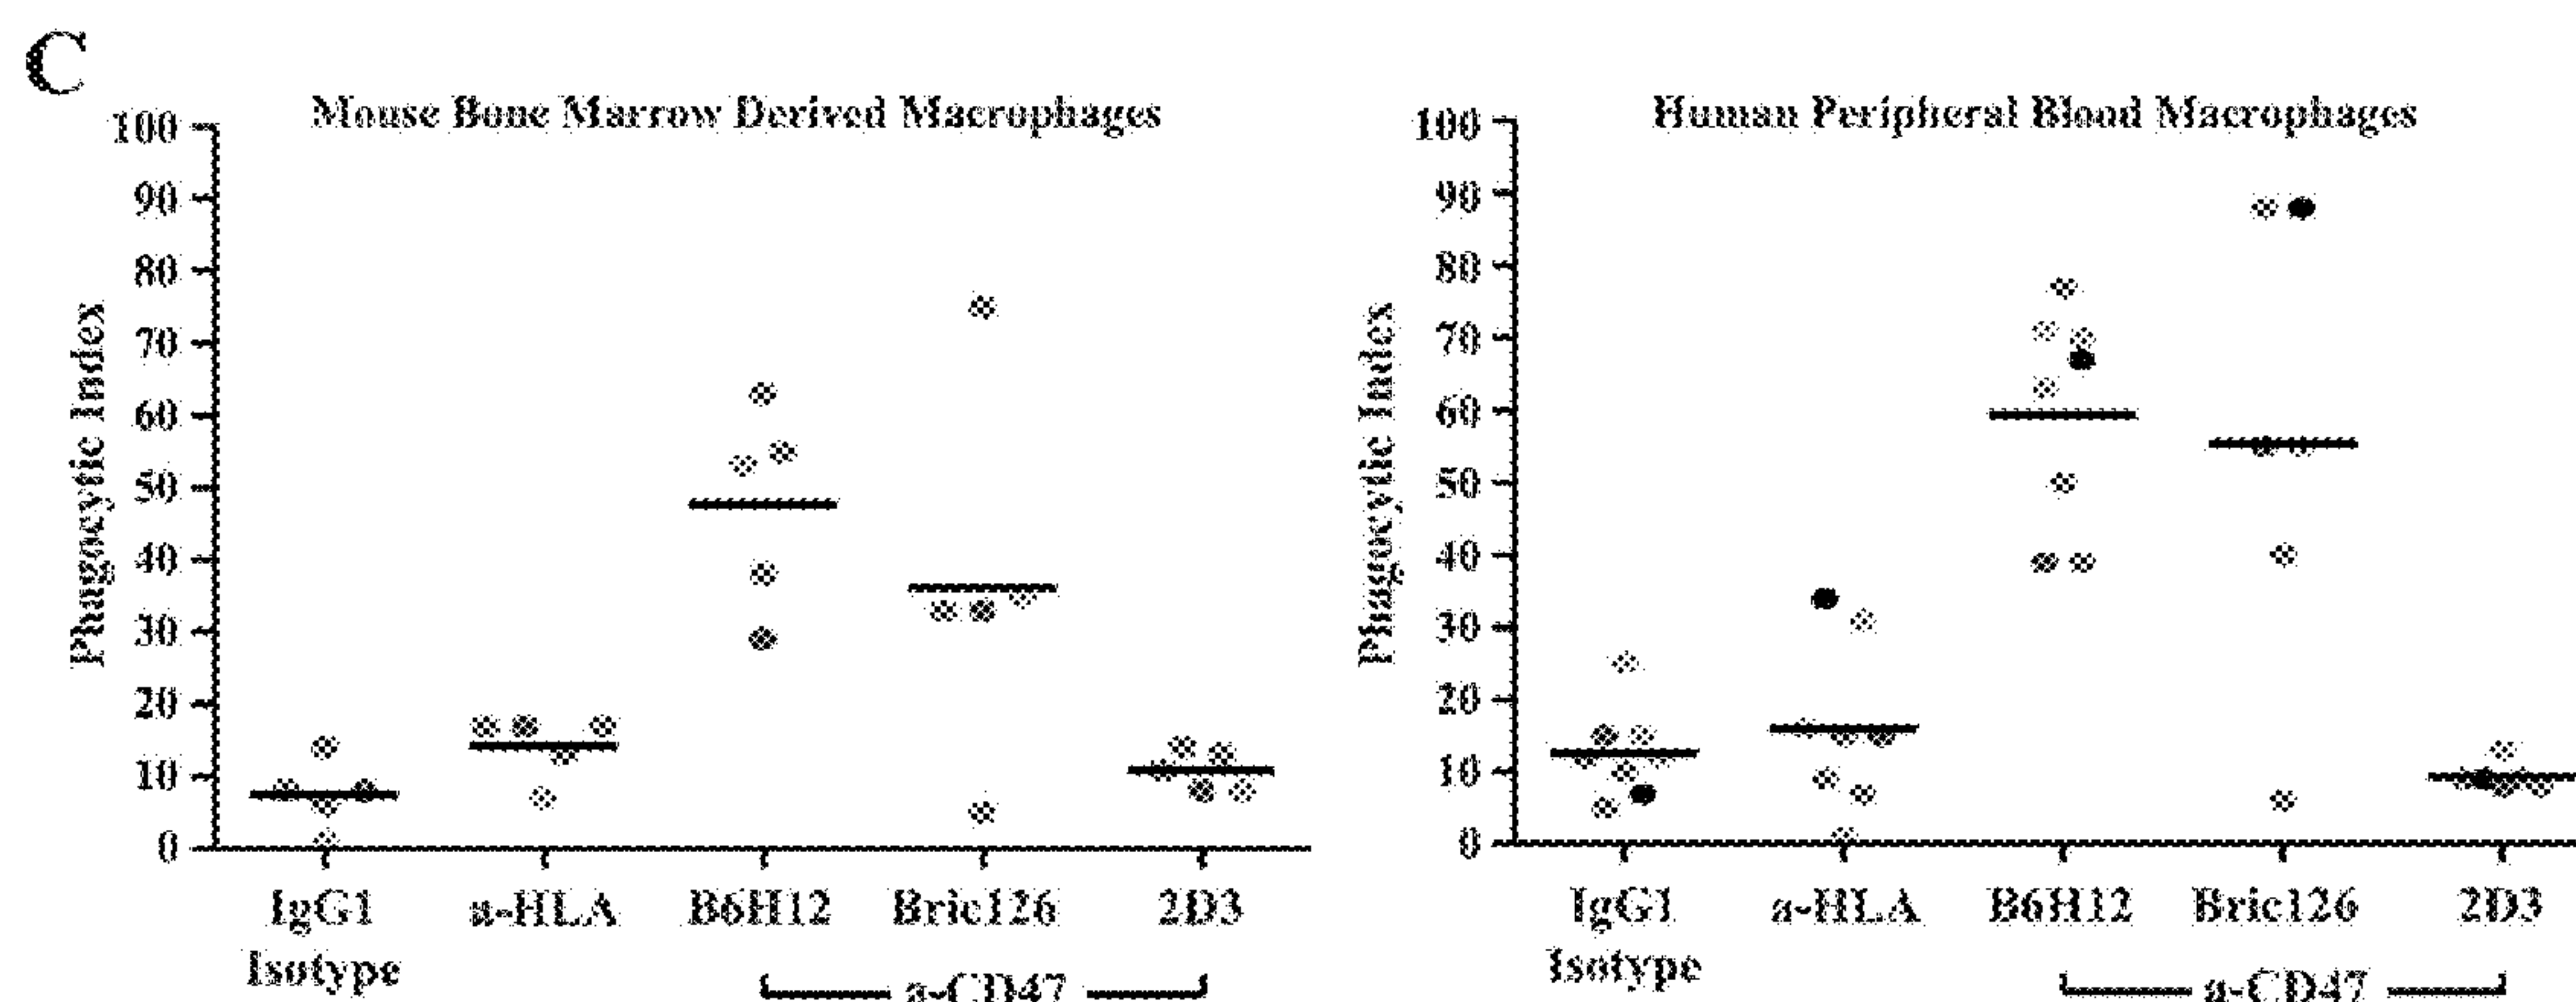 C
Mouse Bone Marrow Derived Macrophages
Phagocytic Index
100
90
80
70
60
50
40
30
20
10
0
IgG1 Isotype
a-HLA
B6H12
Bric126
2D3
a-CD47
Human Peripheral Blood Macrophages
Phagocytic Index
100
90
80
70
60
50
40
30
20
10
0
IgG1 Isotype
a-HLA
B6H12
Bric126
2D3
a-CD47